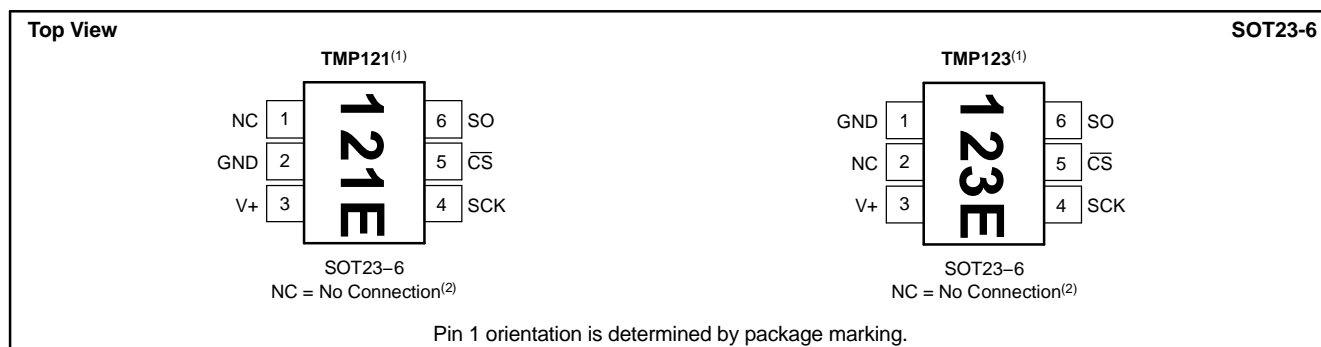 Top View
SOT23-6
TMP121(1)
121E
NC 1
GND 2
V+ 3
6 SO
5 C̅S̅
4 SCK
SOT23–6
NC = No Connection(2)
TMP123(1)
123E
GND 1
NC 2
V+ 3
6 SO
5 C̅S̅
4 SCK
SOT23–6
NC = No Connection(2)
Pin 1 orientation is determined by package marking.